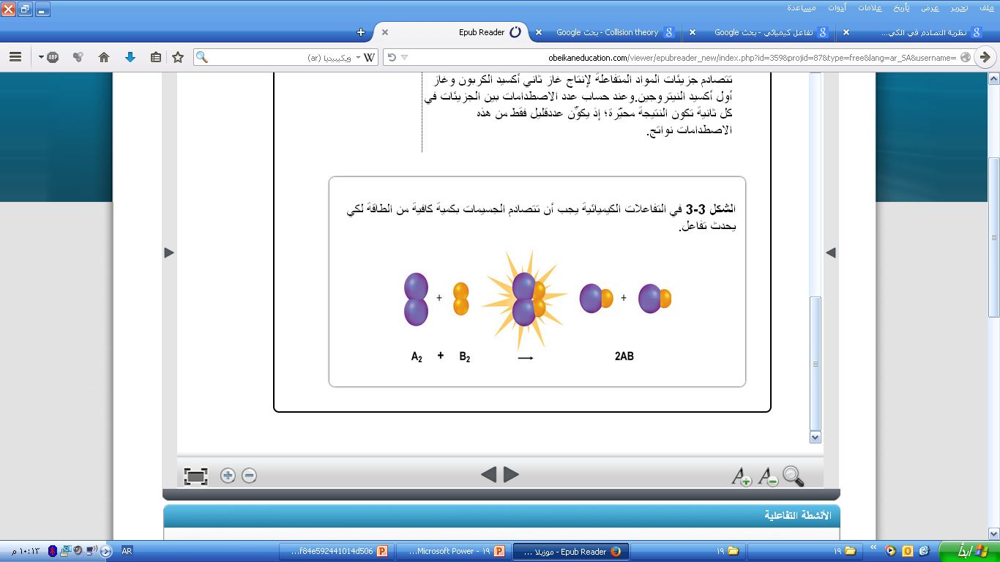 ملف تحرير عرض تأريخ علامات أدوات مساعدة
نظرية التصادم في الكي...
تفاعل كيميائي - بحث Google
Collision theory - بحث Google
Epub Reader
obeikaneducation.com/viewer/epubreader_new/index.php?id=359&projid=87&type=free&lang=ar_SA&username=
ويكيبيديا (ar)
تتصادم جزيئات المواد المتفاعلة لإنتاج غاز ثاني أكسيد الكربون وغاز
أول أكسيد النيتروجين.وعند حساب عدد الاصطدامات بين الجزيئات في
كل ثانية تكون النتيجة محيّرة؛ إذ يكوّن عددقليل فقط من هذه
الاصطدامات نواتج.
الشكل 3-3 في التفاعلات الكيميائية يجب أن تتصادم الجسيمات بكمية كافية من الطاقة لكي
يحدث تفاعل.
+ +
A₂ + B₂ → 2AB
الأنشطة التفاعلية
ابدأ
١٩
١٩
Epub Reader - موزيلا ...
Microsoft Power - ١٩...
f84e592441014d506...
AR
١٠:١٣ م